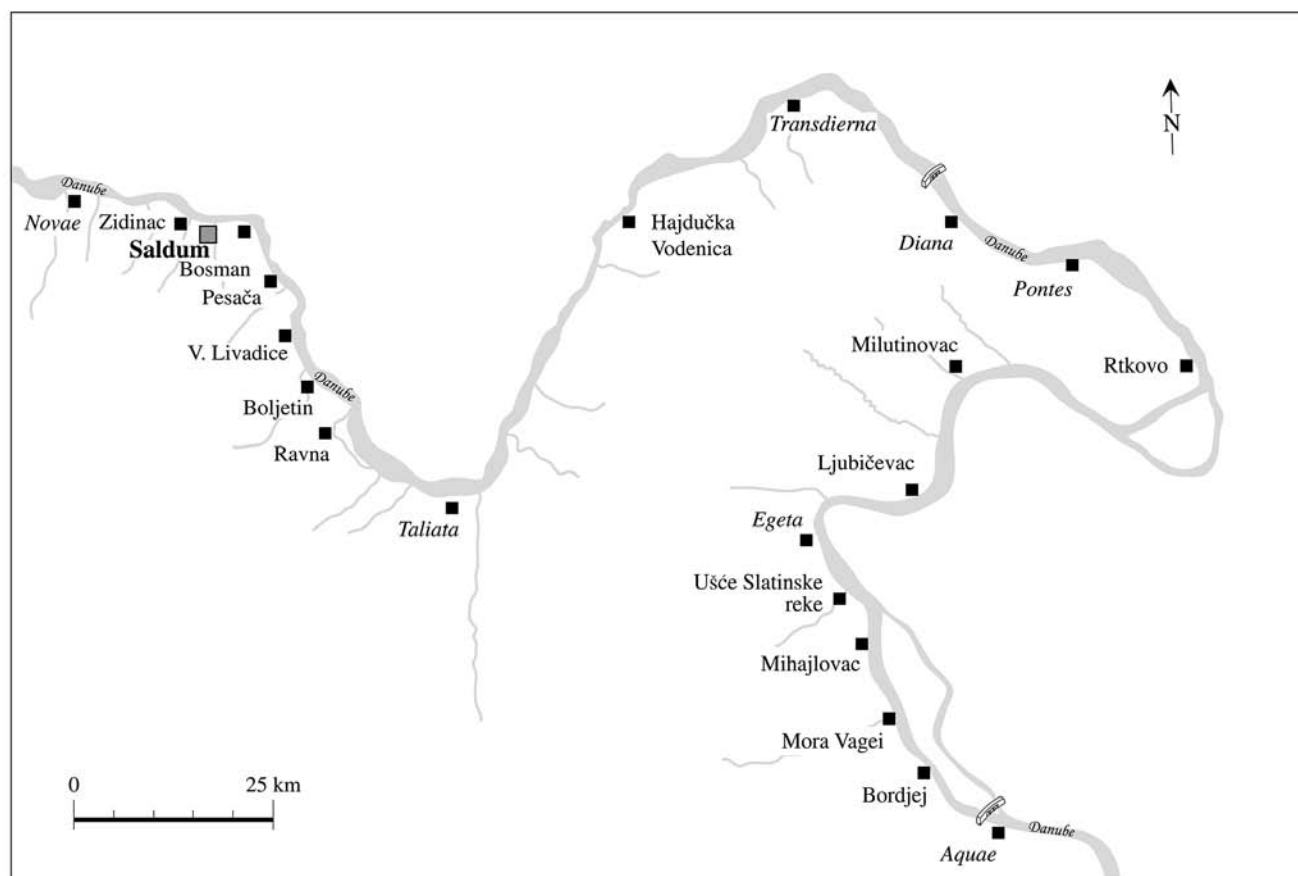 Transdierna
N
Danube
Novae
Zidinac
Saldum
Bosman
Pesača
Hajdučka
Vodenica
Diana
Danube
Pontes
V. Livadice
Milutinovac
Rtkovo
Boljetin
Danube
Ravna
Ljubičevac
Taliata
Egeta
Ušće Slatinske
reke
Mihajlovac
Mora Vagei
0 25 km
Bordjej
Danube
Aquae